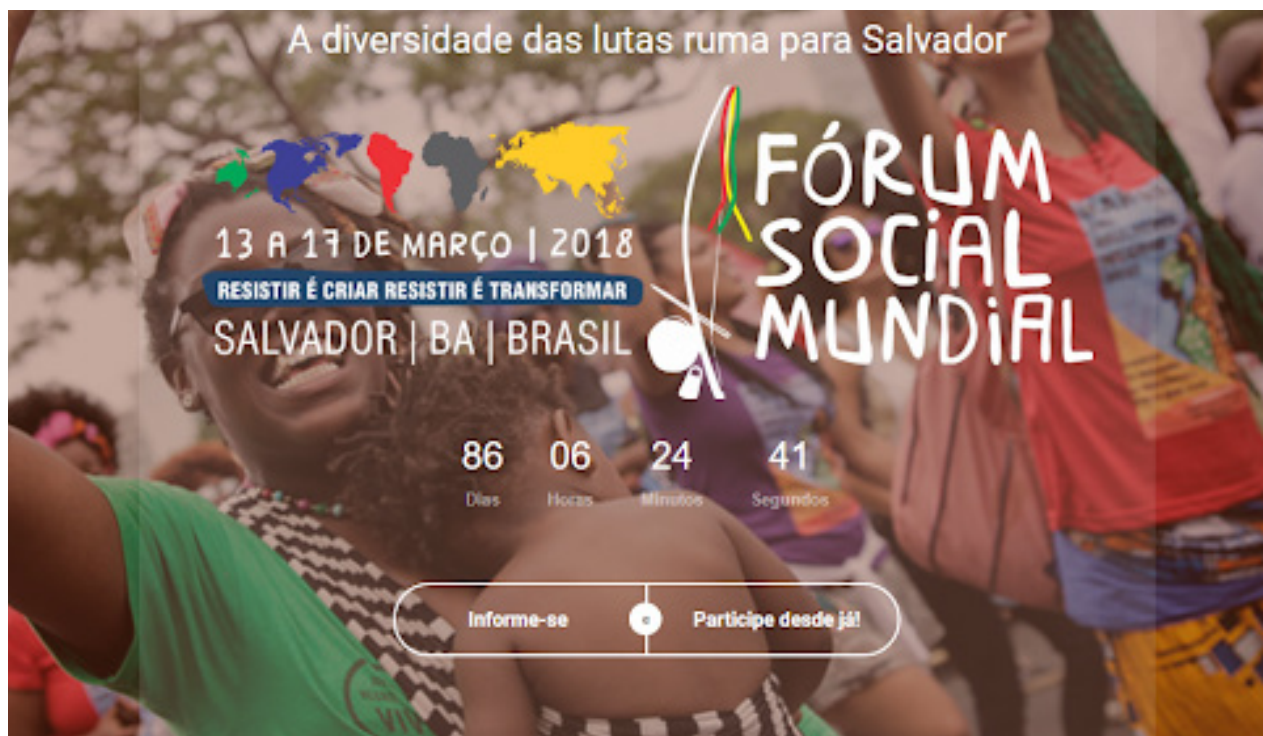 A diversidade das lutas ruma para Salvador
13 A 17 DE MARÇO | 2018
RESISTIR É CRIAR RESISTIR É TRANSFORMAR
SALVADOR | BA | BRASIL
FÓRUM
SOCiAL
MUNDiAL
86 06 24 41
Dias Horas Minutos Segundos
Informe-se e Participe desde já!